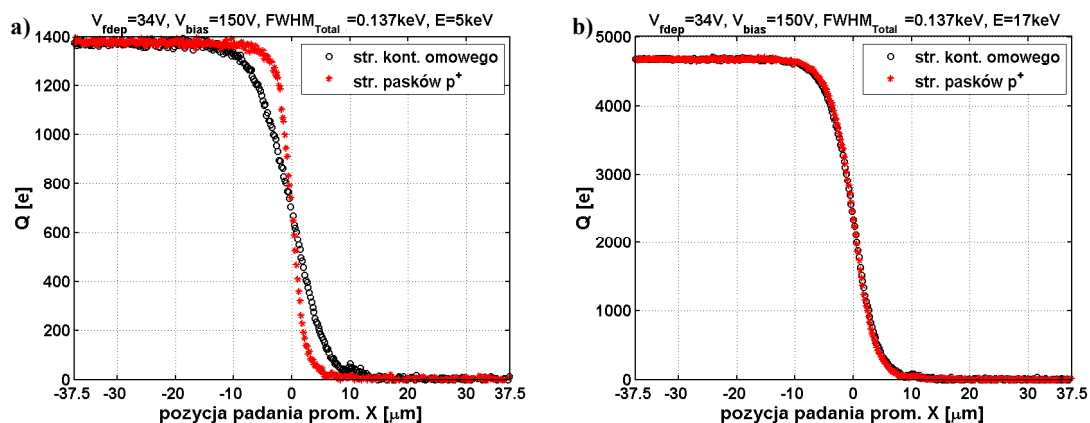 a)
V_fdep=34V, V_bias=150V, FWHM_Total=0.137keV, E=5keV
1400
1200
1000
800
600
400
200
0
Q [e]
str. kont. omowego
str. pasków p⁺
-37.5 -30 -20 -10 0 10 20 30 37.5
pozycja padania prom. X [μm]
b)
V_fdep=34V, V_bias=150V, FWHM_Total=0.137keV, E=17keV
5000
4000
3000
2000
1000
0
Q [e]
str. kont. omowego
str. pasków p⁺
-37.5 -30 -20 -10 0 10 20 30 37.5
pozycja padania prom. X [μm]